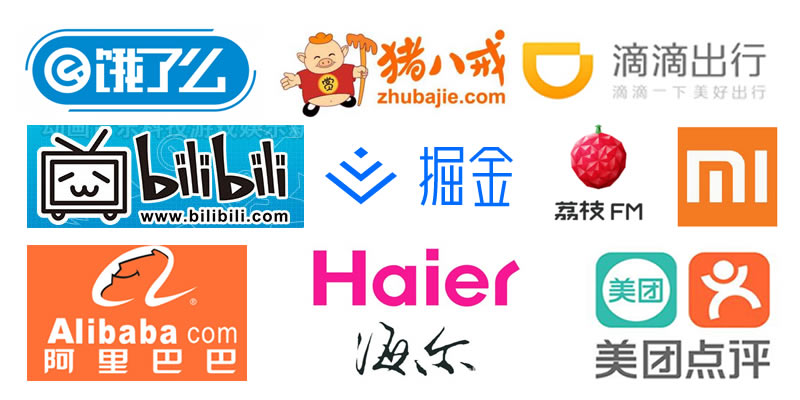 饿了么
赏
猪八戒
zhubajie.com
滴滴出行
滴滴一下 美好出行
bilibili
www.bilibili.com
掘金
荔枝 FM
mi
Alibaba com
®
阿里巴巴
Haier
海尔
美团
美团点评